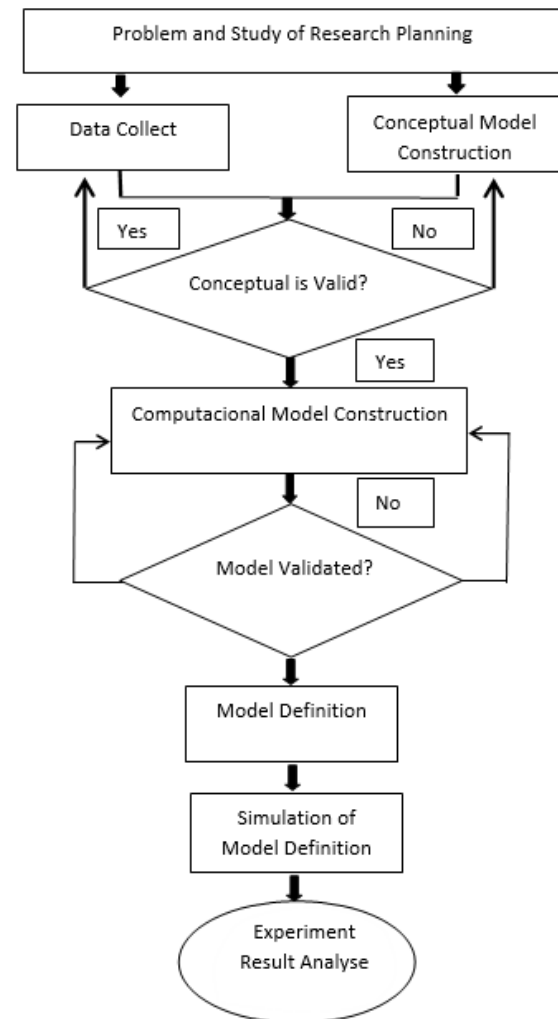 Problem and Study of Research Planning
Data Collect
Conceptual Model
Construction
Yes
No
Conceptual is Valid?
Yes
Computacional Model Construction
No
Model Validated?
Model Definition
Simulation of
Model Definition
Experiment
Result Analyse